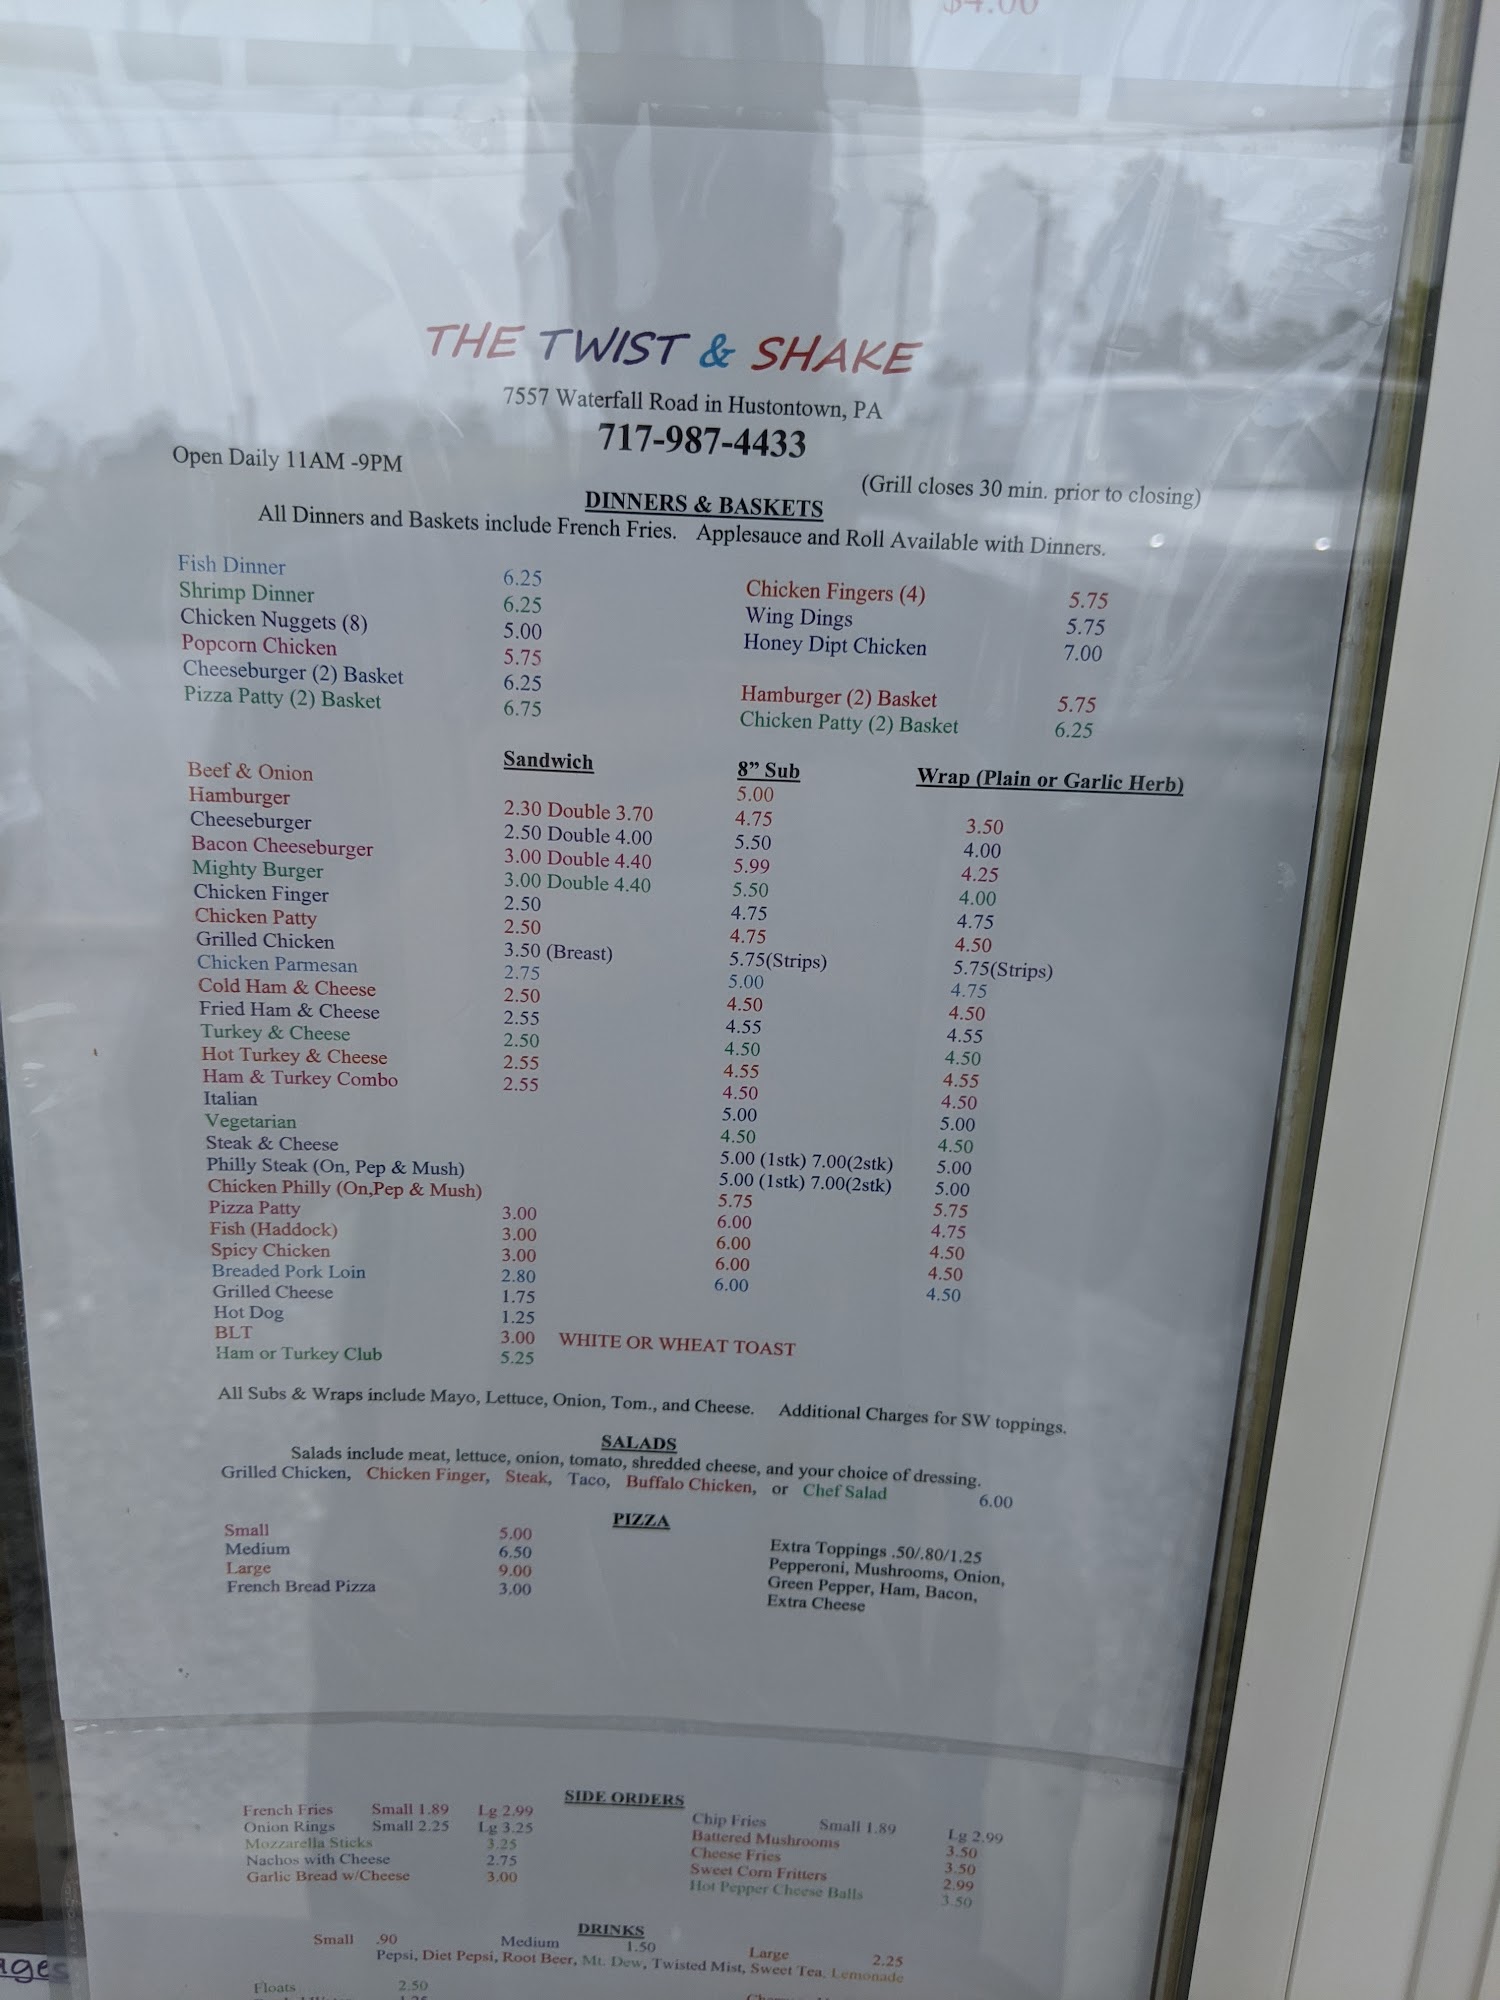 $4.00
THE TWIST & SHAKE
7557 Waterfall Road in Hustontown, PA
717-987-4433
Open Daily 11AM -9PM (Grill closes 30 min. prior to closing)
DINNERS & BASKETS
All Dinners and Baskets include French Fries. Applesauce and Roll Available with Dinners.
Fish Dinner 6.25 Chicken Fingers (4) 5.75
Shrimp Dinner 6.25 Wing Dings 5.75
Chicken Nuggets (8) 5.00 Honey Dipt Chicken 7.00
Popcorn Chicken 5.75
Cheeseburger (2) Basket 6.25 Hamburger (2) Basket 5.75
Pizza Patty (2) Basket 6.75 Chicken Patty (2) Basket 6.25
Sandwich 8” Sub Wrap (Plain or Garlic Herb)
Beef & Onion 5.00
Hamburger 2.30 Double 3.70 4.75 3.50
Cheeseburger 2.50 Double 4.00 5.50 4.00
Bacon Cheeseburger 3.00 Double 4.40 5.99 4.25
Mighty Burger 3.00 Double 4.40 5.50 4.00
Chicken Finger 2.50 4.75 4.75
Chicken Patty 2.50 4.75 4.50
Grilled Chicken 3.50 (Breast) 5.75(Strips) 5.75(Strips)
Chicken Parmesan 2.75 5.00 4.75
Cold Ham & Cheese 2.50 4.50 4.50
Fried Ham & Cheese 2.55 4.55 4.55
Turkey & Cheese 2.50 4.50 4.50
Hot Turkey & Cheese 2.55 4.55 4.55
Ham & Turkey Combo 2.55 4.50 4.50
Italian 5.00 5.00
Vegetarian 4.50 4.50
Steak & Cheese 5.00 (1stk) 7.00(2stk) 5.00
Philly Steak (On, Pep & Mush) 5.00 (1stk) 7.00(2stk) 5.00
Chicken Philly (On,Pep & Mush) 5.75 5.75
Pizza Patty 3.00 6.00 4.75
Fish (Haddock) 3.00 6.00 4.50
Spicy Chicken 3.00 6.00 4.50
Breaded Pork Loin 2.80 6.00 4.50
Grilled Cheese 1.75
Hot Dog 1.25
BLT 3.00 WHITE OR WHEAT TOAST
Ham or Turkey Club 5.25
All Subs & Wraps include Mayo, Lettuce, Onion, Tom., and Cheese. Additional Charges for SW toppings.
SALADS
Salads include meat, lettuce, onion, tomato, shredded cheese, and your choice of dressing.
Grilled Chicken, Chicken Finger, Steak, Taco, Buffalo Chicken, or Chef Salad 6.00
PIZZA
Small 5.00 Extra Toppings .50/.80/1.25
Medium 6.50 Pepperoni, Mushrooms, Onion,
Large 9.00 Green Pepper, Ham, Bacon,
French Bread Pizza 3.00 Extra Cheese
SIDE ORDERS
French Fries Small 1.89 Lg 2.99 Chip Fries Small 1.89 Lg 2.99
Onion Rings Small 2.25 Lg 3.25 Battered Mushrooms 3.50
Mozzarella Sticks 3.25 Cheese Fries 3.50
Nachos with Cheese 2.75 Sweet Corn Fritters 2.99
Garlic Bread w/Cheese 3.00 Hot Pepper Cheese Balls 3.50
DRINKS
Small .90 Medium 1.50 Large 2.25
Pepsi, Diet Pepsi, Root Beer, Mt. Dew, Twisted Mist, Sweet Tea, Lemonade
Floats 2.50